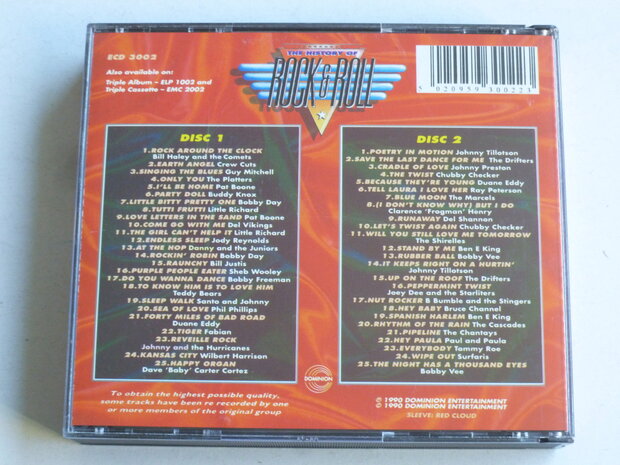 ECD 3002
Also available on:
Triple Album – ELP 1002 and
Triple Cassette – EMC 2002
THE HISTORY OF
ROCK & ROLL
5 020959 300223
DISC 1
1.ROCK AROUND THE CLOCK
Bill Haley and the Comets
2.EARTH ANGEL Crew Cuts
3.SINGING THE BLUES Guy Mitchell
4.ONLY YOU The Platters
5.I'LL BE HOME Pat Boone
6.PARTY DOLL Buddy Knox
7.LITTLE BITTY PRETTY ONE Bobby Day
8.TUTTI FRUTTI Little Richard
9.LOVE LETTERS IN THE SAND Pat Boone
10.COME GO WITH ME Del Vikings
11.THE GIRL CAN'T HELP IT Little Richard
12.ENDLESS SLEEP Jody Reynolds
13.AT THE HOP Danny and the Juniors
14.ROCKIN' ROBIN Bobby Day
15.RAUNCHY Bill Justis
16.PURPLE PEOPLE EATER Sheb Wooley
17.DO YOU WANNA DANCE Bobby Freeman
18.TO KNOW HIM IS TO LOVE HIM
Teddy Bears
19.SLEEP WALK Santo and Johnny
20.SEA OF LOVE Phil Phillips
21.FORTY MILES OF BAD ROAD
Duane Eddy
22.TIGER Fabian
23.REVEILLE ROCK
Johnny and the Hurricanes
24.KANSAS CITY Wilbert Harrison
25.HAPPY ORGAN
Dave 'Baby' Carter Cortez
DISC 2
1.POETRY IN MOTION Johnny Tillotson
2.SAVE THE LAST DANCE FOR ME The Drifters
3.CRADLE OF LOVE Johnny Preston
4.THE TWIST Chubby Checker
5.BECAUSE THEY'RE YOUNG Duane Eddy
6.TELL LAURA I LOVE HER Ray Peterson
7.BLUE MOON The Marcels
8.(I DON'T KNOW WHY) BUT I DO
Clarence 'Frogman' Henry
9.RUNAWAY Del Shannon
10.LET'S TWIST AGAIN Chubby Checker
11.WILL YOU STILL LOVE ME TOMORROW
The Shirelles
12.STAND BY ME Ben E King
13.RUBBER BALL Bobby Vee
14.IT KEEPS RIGHT ON A HURTIN'
Johnny Tillotson
15.UP ON THE ROOF The Drifters
16.PEPPERMINT TWIST
Joey Dee and the Starliters
17.NUT ROCKER B Bumble and the Stingers
18.HEY BABY Bruce Channel
19.SPANISH HARLEM Ben E King
20.RHYTHM OF THE RAIN The Cascades
21.PIPELINE The Chantays
22.HEY PAULA Paul and Paula
23.EVERYBODY Tommy Roe
24.WIPE OUT Surfaris
25.THE NIGHT HAS A THOUSAND EYES
Bobby Vee
DOMINION
To obtain the highest possible quality,
some tracks have been re-recorded by one
or more members of the original group
℗ 1990 DOMINION ENTERTAINMENT
© 1990 DOMINION ENTERTAINMENT
SLEEVE: RED CLOUD